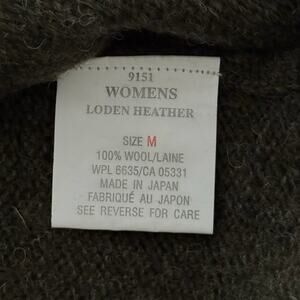 9151
WOMENS
LODEN HEATHER
SIZE M
100% WOOL/LAINE
WPL 6635/CA 05331
MADE IN JAPAN
FABRIQUÉ AU JAPON
SEE REVERSE FOR CARE